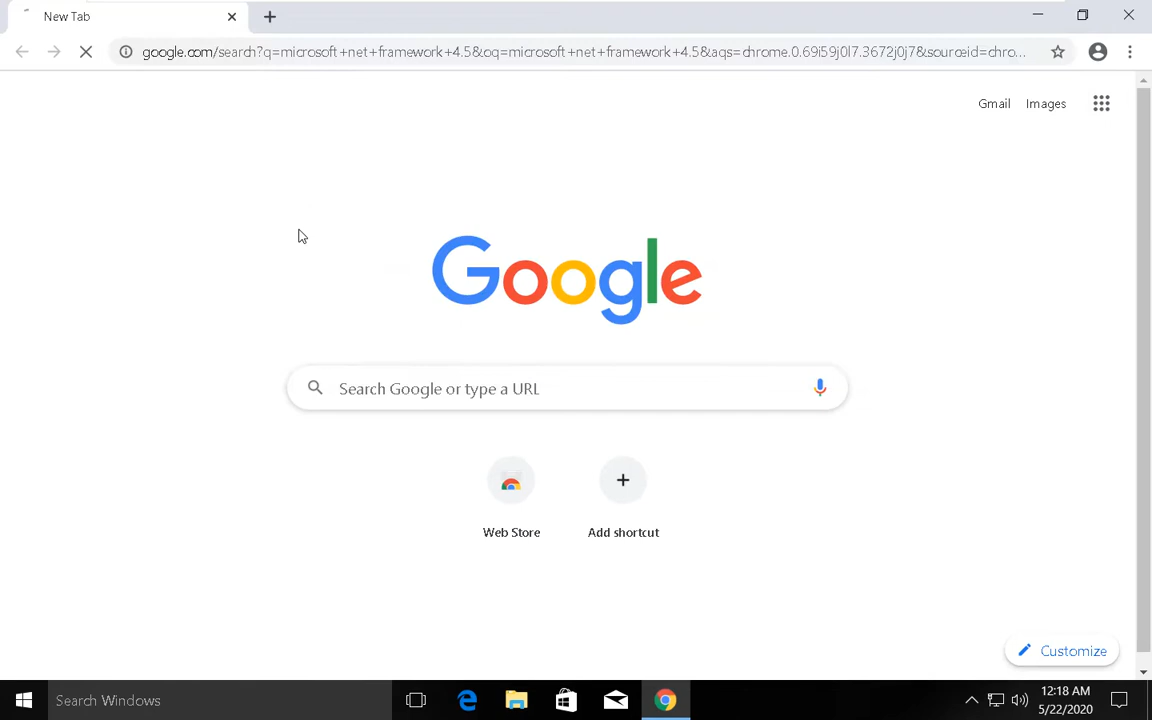 New Tab
google.com/search?q=microsoft+net+framework+4.5&oq=microsoft+net+framework+4.5&aqs=chrome.0.69i59j0l7.3672j0j7&sourceid=chro...
Gmail Images
Google
Search Google or type a URL
Web Store Add shortcut
Customize
Search Windows
12:18 AM
5/22/2020